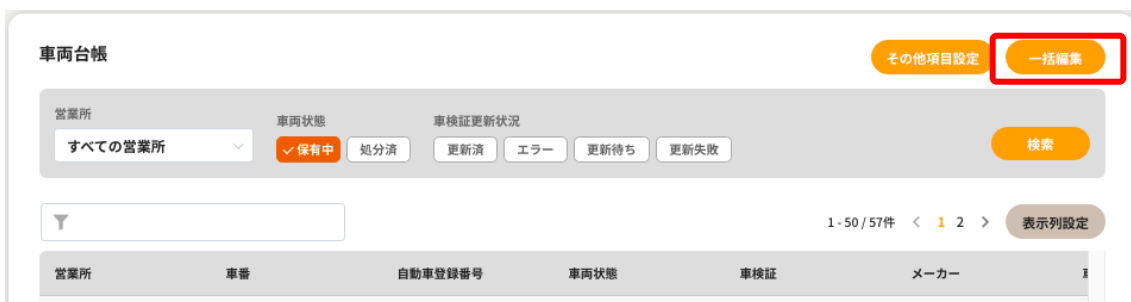 車両台帳
その他項目設定
一括編集
営業所
車両状態
車検証更新状況
すべての営業所
保有中
処分済
更新済
エラー
更新待ち
更新失敗
検索
1 - 50 / 57件
1 2
表示列設定
営業所 車番 自動車登録番号 車両状態 車検証 メーカー